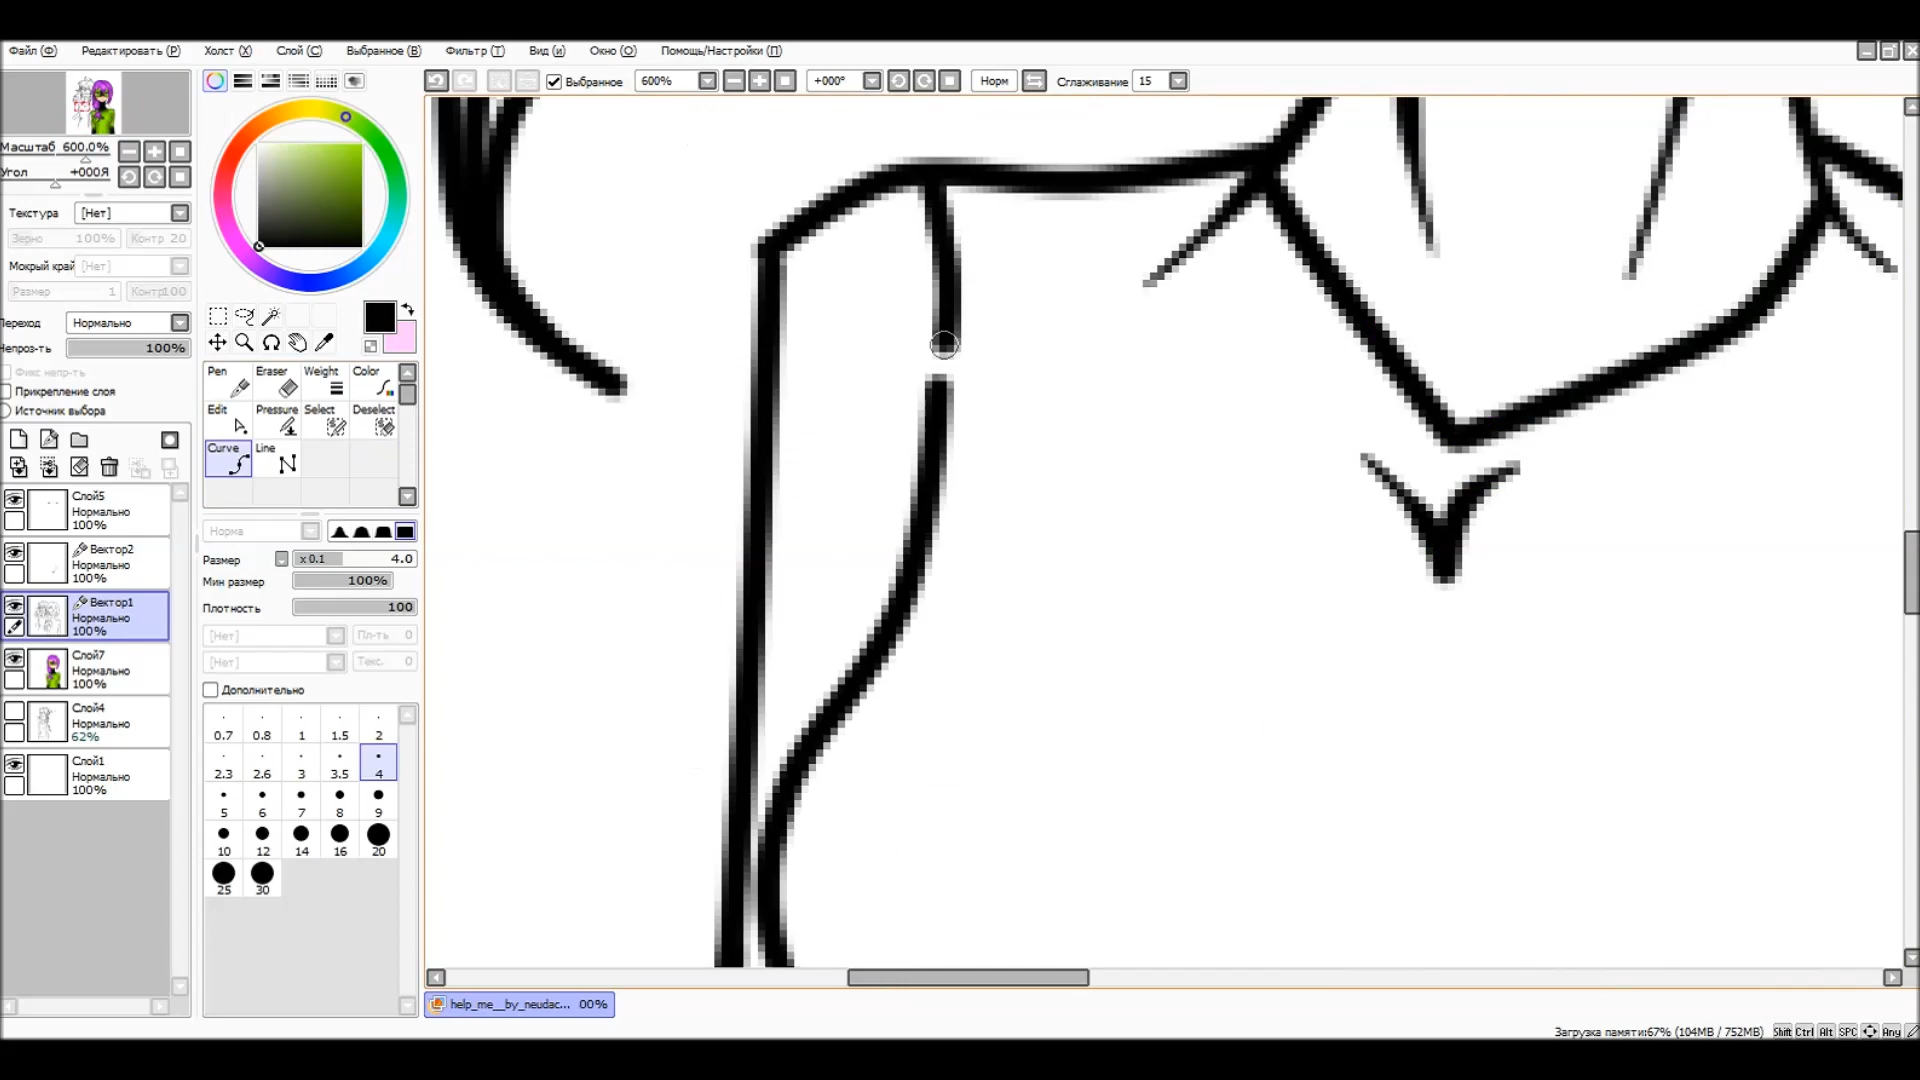 Файл (Ф) Редактировать (Р) Холст (Х) Слой (С) Выбранное (В) Фильтр (Т) Вид (и) Окно (О) Помощь/Настройки (П)
Выбранное 600% +000° Норм Сглаживание 15
Масштаб 600.0%
Угол +000Я
Текстура [Нет]
Зерно 100% Контр 20
Мокрый край [Нет]
Размер 1 Контр100
Переход Нормально
Непроз-ть 100%
Фикс непр-ть
Прикрепление слоя
Источник выбора
Слой5
Нормально
100%
Вектор2
Нормально
100%
Вектор1
Нормально
100%
Слой7
Нормально
100%
Слой4
Нормально
62%
Слой1
Нормально
100%
Pen Eraser Weight Color
Edit Pressure Select Deselect
Curve Line
Норма
Размер x 0.1 4.0
Мин размер 100%
Плотность 100
[Нет] Пл-ть 0
[Нет] Текс. 0
Дополнительно
0.7 0.8 1 1.5 2
2.3 2.6 3 3.5 4
5 6 7 8 9
10 12 14 16 20
25 30
help_me__by_neudac... 00%
Загрузка памяти:67% (104MB / 752MB) Shift Ctrl Alt SPC Any